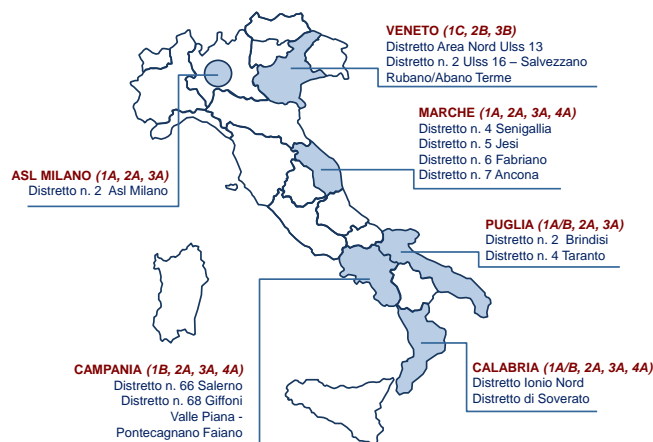 VENETO (1C, 2B, 3B)
Distretto Area Nord Ulss 13
Distretto n. 2 Ulss 16 – Salvezzano
Rubano/Abano Terme
MARCHE (1A, 2A, 3A, 4A)
Distretto n. 4 Senigallia
Distretto n. 5 Jesi
Distretto n. 6 Fabriano
Distretto n. 7 Ancona
ASL MILANO (1A, 2A, 3A)
Distretto n. 2 Asl Milano
PUGLIA (1A/B, 2A, 3A)
Distretto n. 2 Brindisi
Distretto n. 4 Taranto
CAMPANIA (1B, 2A, 3A, 4A)
Distretto n. 66 Salerno
Distretto n. 68 Giffoni
Valle Piana -
Pontecagnano Faiano
CALABRIA (1A/B, 2A, 3A, 4A)
Distretto Ionio Nord
Distretto di Soverato